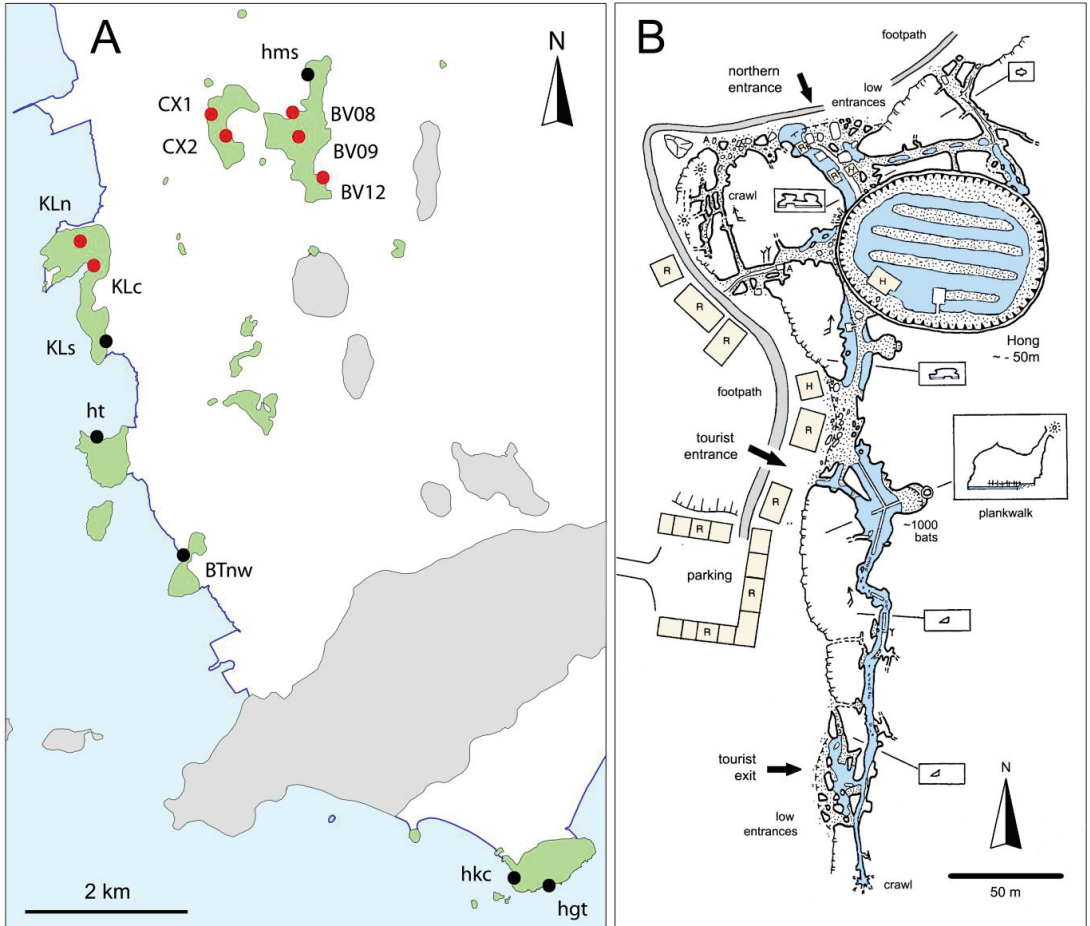 A
N
hms
CX1
BV08
CX2
BV09
BV12
KLn
KLc
KLs
ht
BTnw
hkc
hgt
2 km
B
footpath
northern
entrance
low
entrances
A
R
R
H
crawl
A
R
R
R
H
Hong
~ - 50m
footpath
H
R
tourist
entrance
R
plankwalk
~1000
bats
R
parking
R
R
tourist
exit
low
entrances
N
crawl
50 m